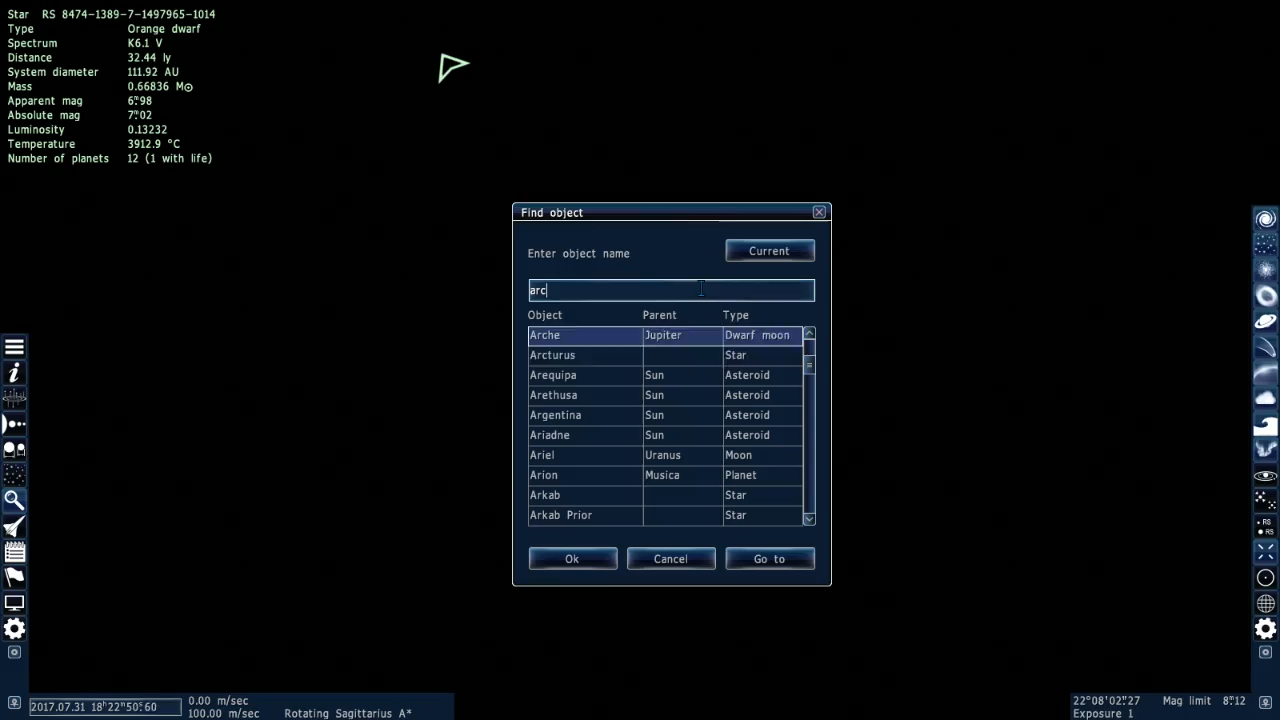 Star RS 8474-1389-7-1497965-1014
Type Orange dwarf
Spectrum K6.1 V
Distance 32.44 ly
System diameter 111.92 AU
Mass 0.66836 M☉
Apparent mag 6ᵐ98
Absolute mag 7ᵐ02
Luminosity 0.13232
Temperature 3912.9 °C
Number of planets 12 (1 with life)
Find object
Enter object name Current
arc
Object Parent Type
Arche Jupiter Dwarf moon
Arcturus Star
Arequipa Sun Asteroid
Arethusa Sun Asteroid
Argentina Sun Asteroid
Ariadne Sun Asteroid
Ariel Uranus Moon
Arion Musica Planet
Arkab Star
Arkab Prior Star
Ok Cancel Go to
RS
RS
2017.07.31 18ʰ22ᵐ50ˢ60
0.00 m/sec
100.00 m/sec Rotating Sagittarius A*
22°08'02"27 Mag limit 8ᵐ12
Exposure 1